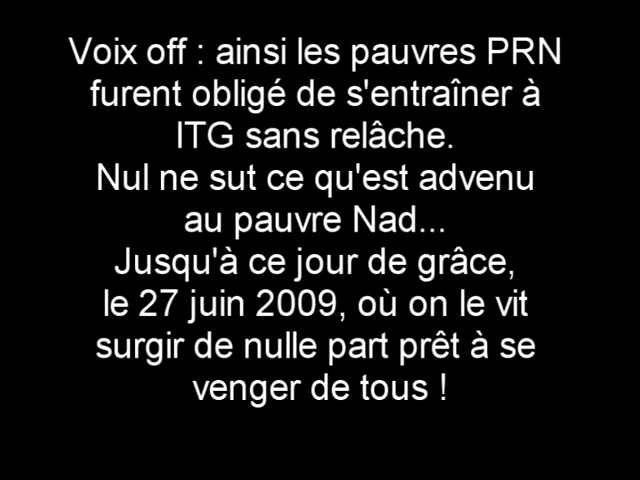 Voix off : ainsi les pauvres PRN
furent obligé de s'entraîner à
ITG sans relâche.
Nul ne sut ce qu'est advenu
au pauvre Nad...
Jusqu'à ce jour de grâce,
le 27 juin 2009, où on le vit
surgir de nulle part prêt à se
venger de tous !